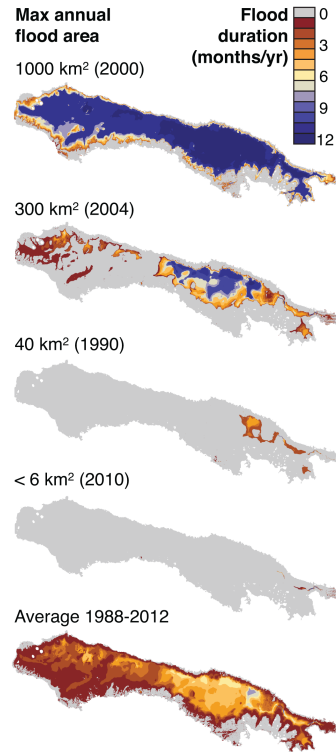 Max annual
flood area
Flood
duration
(months/yr)
0
3
6
9
12
1000 km² (2000)
300 km² (2004)
40 km² (1990)
< 6 km² (2010)
Average 1988-2012